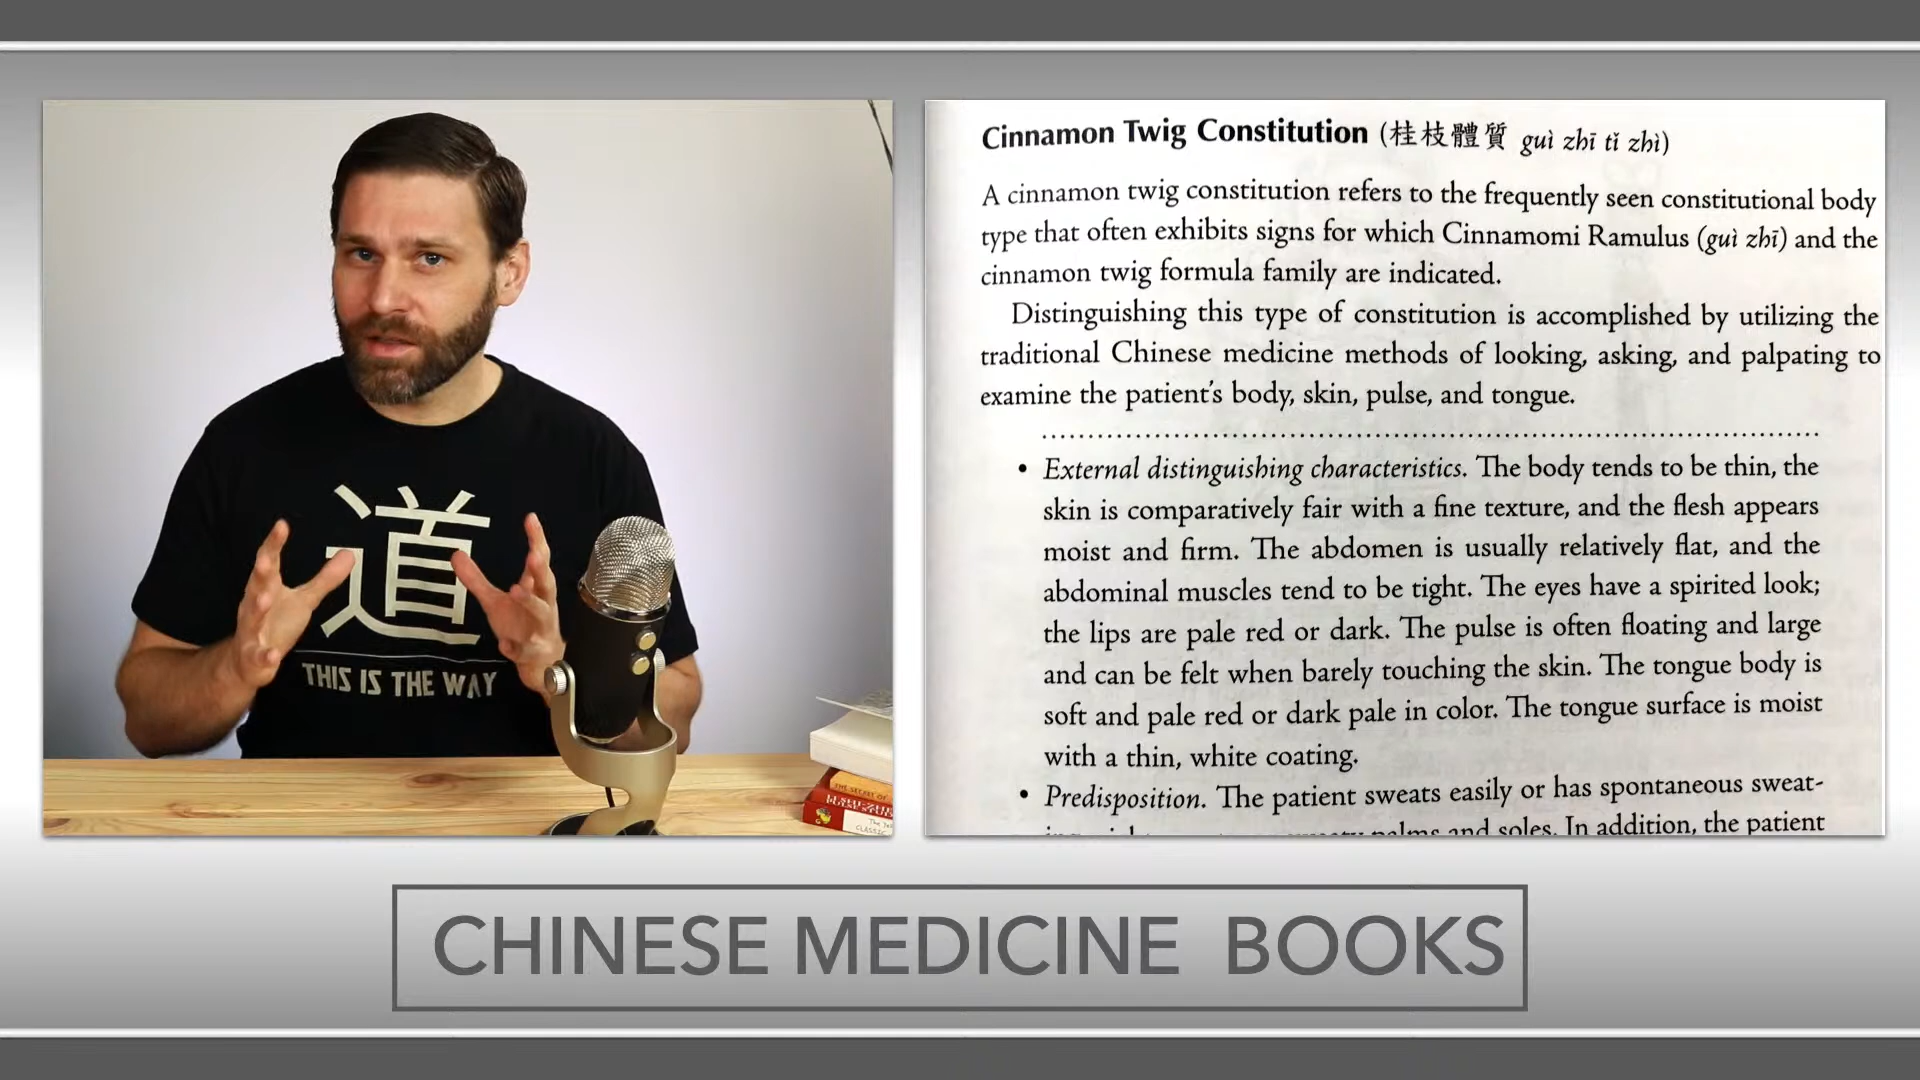 道
THIS IS THE WAY
THE SECRET OF
CLASSIC
Cinnamon Twig Constitution (桂枝體質 guì zhī tǐ zhì)
A cinnamon twig constitution refers to the frequently seen constitutional body
type that often exhibits signs for which Cinnamomi Ramulus (guì zhī) and the
cinnamon twig formula family are indicated.
Distinguishing this type of constitution is accomplished by utilizing the
traditional Chinese medicine methods of looking, asking, and palpating to
examine the patient's body, skin, pulse, and tongue.
• External distinguishing characteristics. The body tends to be thin, the
skin is comparatively fair with a fine texture, and the flesh appears
moist and firm. The abdomen is usually relatively flat, and the
abdominal muscles tend to be tight. The eyes have a spirited look;
the lips are pale red or dark. The pulse is often floating and large
and can be felt when barely touching the skin. The tongue body is
soft and pale red or dark pale in color. The tongue surface is moist
with a thin, white coating.
• Predisposition. The patient sweats easily or has spontaneous sweat-
palms and soles. In addition, the patient
CHINESE MEDICINE BOOKS